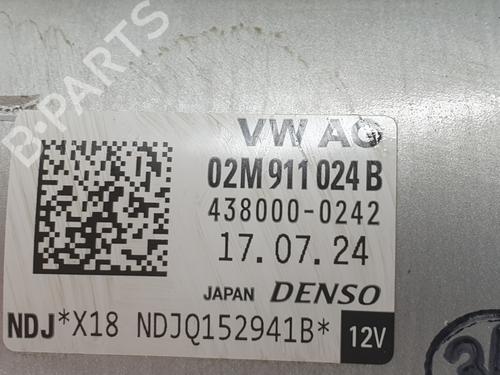 B-PARTS
VW AG
02M 911 024 B
438000-0242
17.07.24
JAPAN DENSO
NDJ*X18 NDJQ152941B* 12V